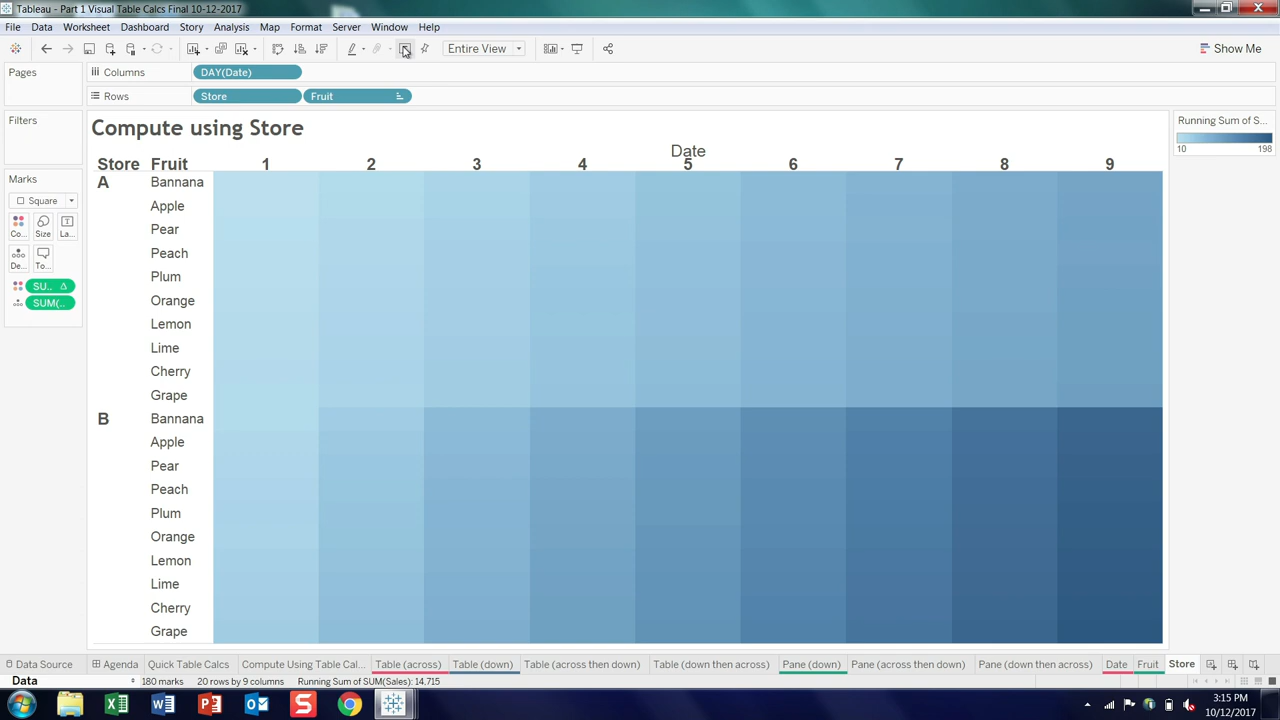 Tableau - Part 1 Visual Table Calcs Final 10-12-2017
File Data Worksheet Dashboard Story Analysis Map Format Server Window Help
Entire View
Show Me
Pages
Columns
DAY(Date)
Rows
Store
Fruit
Filters
Compute using Store
Running Sum of S...
10 198
Date
Store Fruit 1 2 3 4 5 6 7 8 9
Marks
Square
Co... Size La...
De... To...
SU..
SUM(..
A Bannana
Apple
Pear
Peach
Plum
Orange
Lemon
Lime
Cherry
Grape
B Bannana
Apple
Pear
Peach
Plum
Orange
Lemon
Lime
Cherry
Grape
Data Source Agenda Quick Table Calcs Compute Using Table Cal... Table (across) Table (down) Table (across then down) Table (down then across) Pane (down) Pane (across then down) Pane (down then across) Date Fruit Store
Data 180 marks 20 rows by 9 columns Running Sum of SUM(Sales): 14,715
3:15 PM
10/12/2017